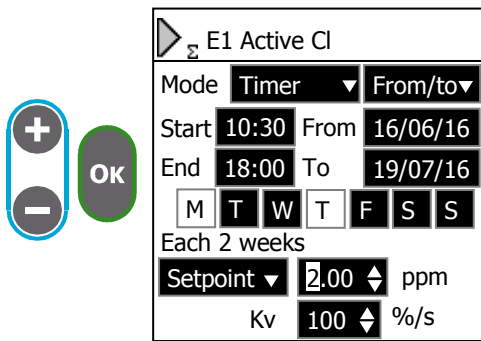 Σ E1 Active Cl
Mode Timer From/to
Start 10:30 From 16/06/16
End 18:00 To 19/07/16
M T W T F S S
Each 2 weeks
Setpoint 2.00 ppm
Kv 100 %/s
+
OK
−